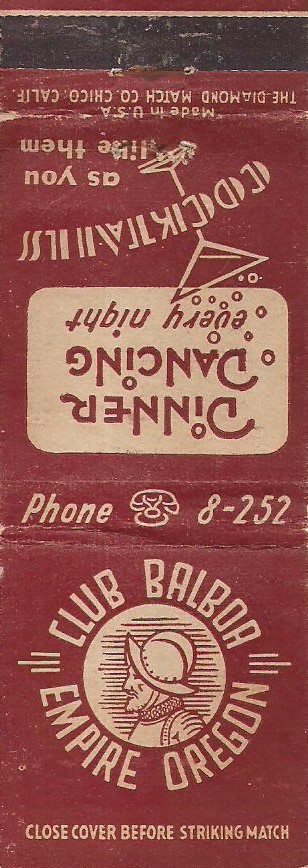 CLUB BALBOA
EMPIRE OREGON
CLOSE COVER BEFORE STRIKING MATCH
Phone 8-252
DINNER
DANCING
every night
COCKTAILS
as you
like them
Made in U.S.A.
THE DIAMOND MATCH CO. CHICO, CALIF.